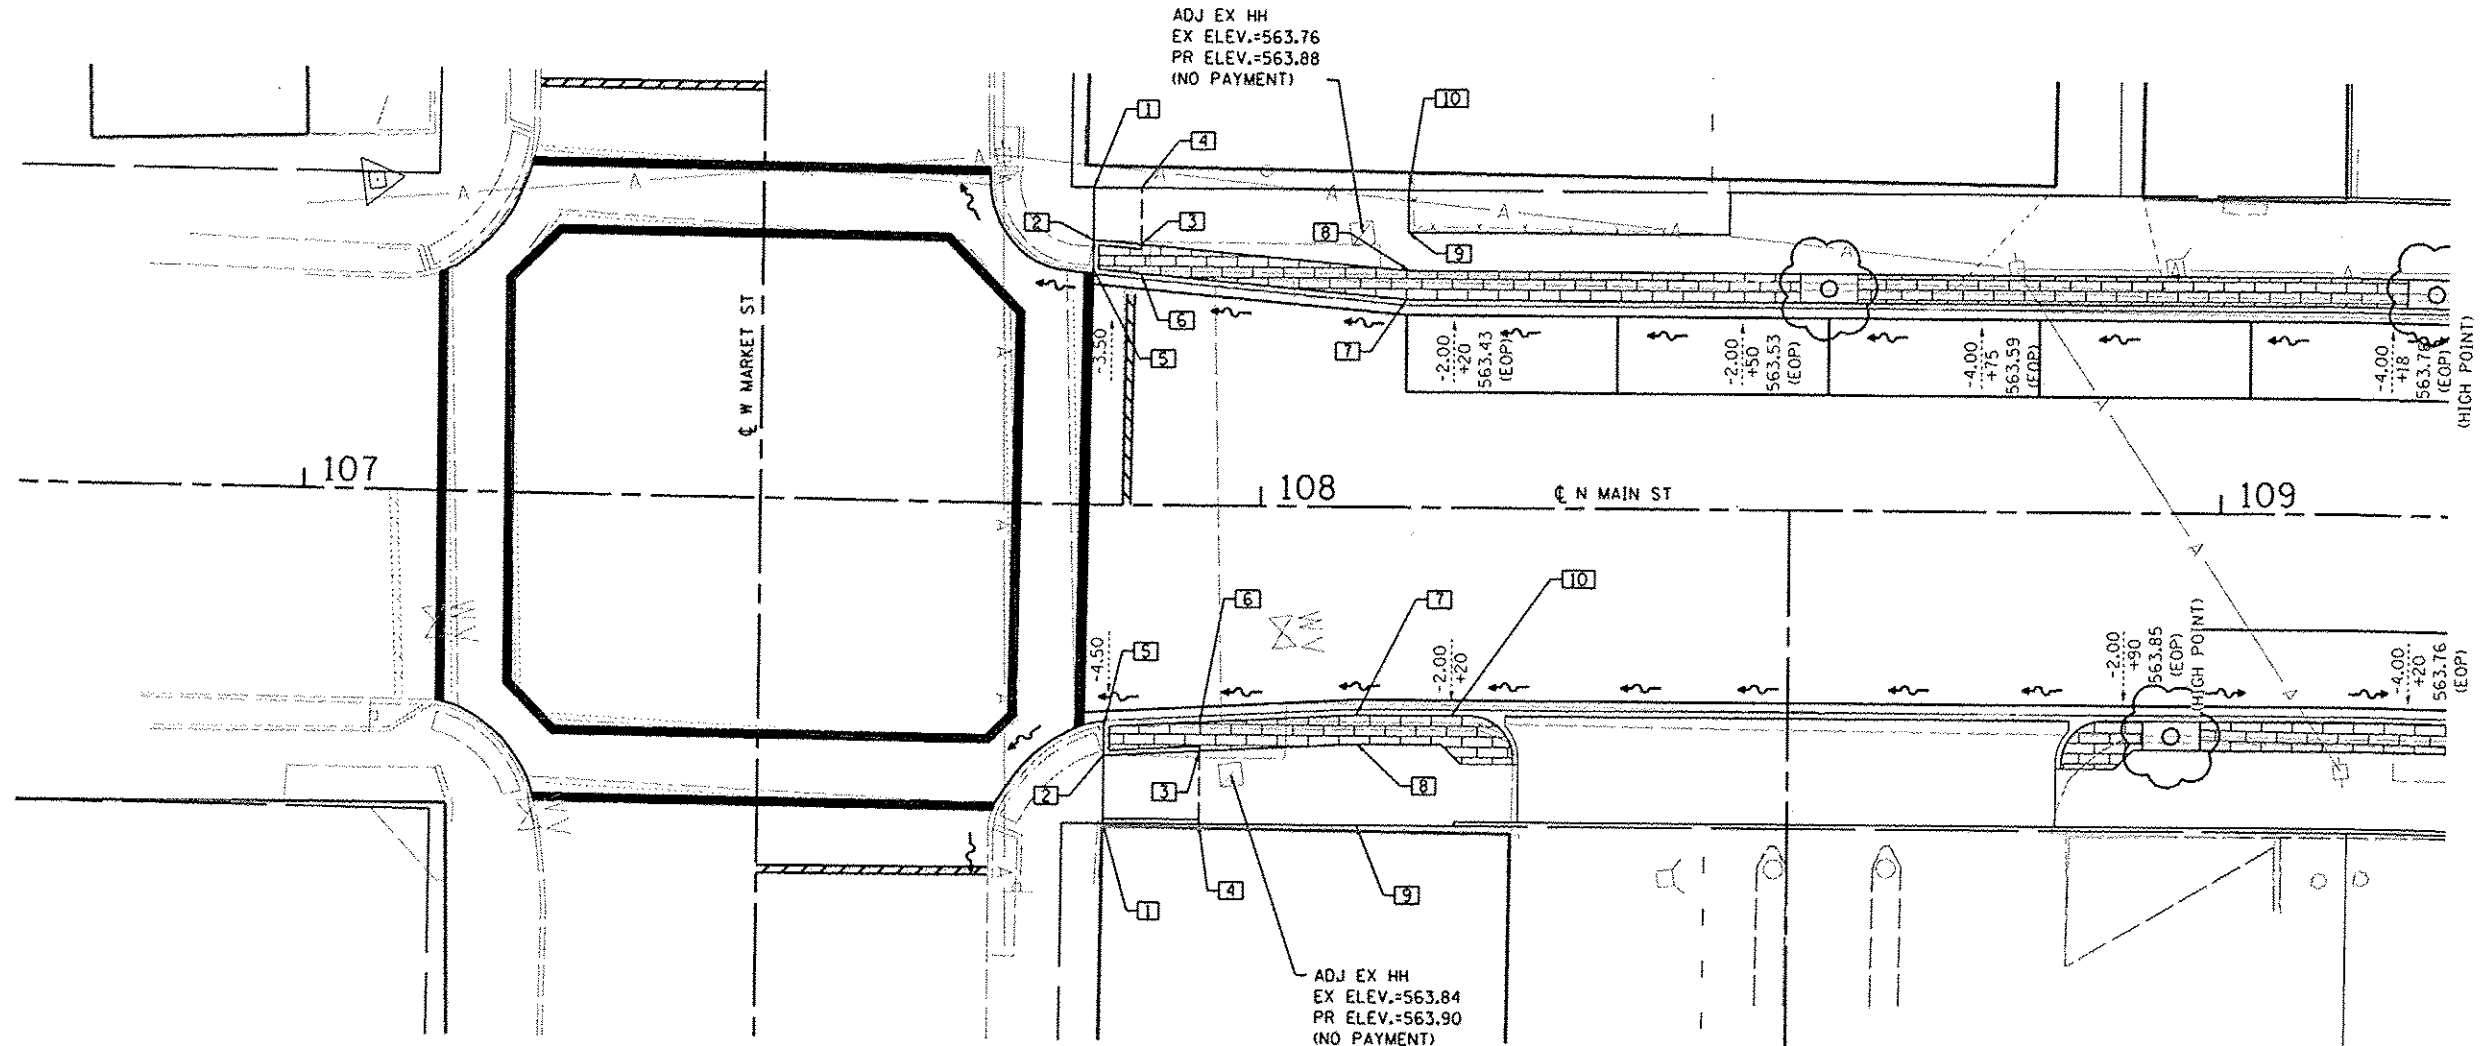 ADJ EX HH
EX ELEV.=563.76
PR ELEV.=563.88
(NO PAYMENT)
1
10
4
A
A
A
A
A
A
A
A
A
2
3
8
9
6
5
7
-3.50
-2.00
+20
563.43
(EOP)
-2.00
+50
563.53
(EOP)
-4.00
+75
563.59
(EOP)
-4.00
+18
563.76
(EOP)
(HIGH POINT)
℄ W MARKET ST
A
A
107
108
℄ N MAIN ST
109
A
A
A
10
6
7
5
-4.50
-2.00
+20
-2.00
+90
563.85
(EOP)
(HIGH POINT)
-4.00
+20
563.76
(EOP)
A
2
3
8
A
4
9
1
ADJ EX HH
EX ELEV.=563.84
PR ELEV.=563.90
(NO PAYMENT)